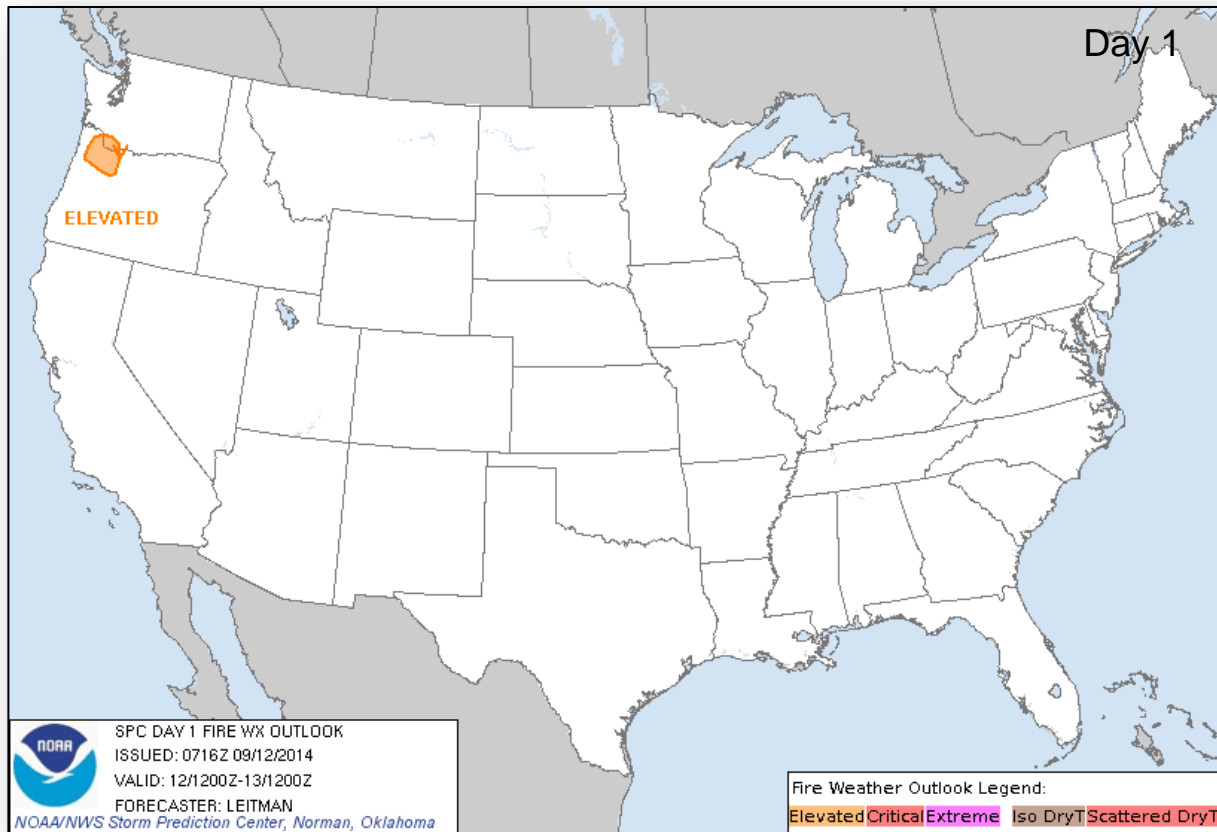 Day 1
ELEVATED
NOAA
SPC DAY 1 FIRE WX OUTLOOK
ISSUED: 0716Z 09/12/2014
VALID: 12/1200Z-13/1200Z
FORECASTER: LEITMAN
NOAA/NWS Storm Prediction Center, Norman, Oklahoma
Fire Weather Outlook Legend:
Elevated Critical Extreme Iso DryT Scattered DryT